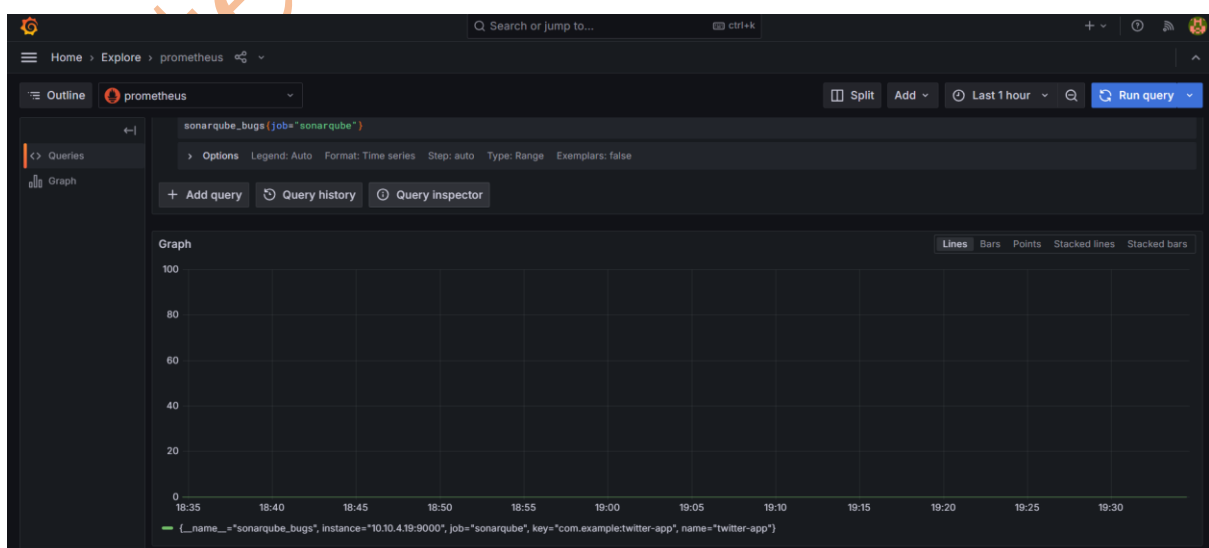 Search or jump to... ctrl+k
Home › Explore › prometheus
Outline prometheus Split Add Last 1 hour Run query
sonarqube_bugs{job="sonarqube"}
Queries
Options Legend: Auto Format: Time series Step: auto Type: Range Exemplars: false
Graph
+ Add query Query history Query inspector
Graph Lines Bars Points Stacked lines Stacked bars
100
80
60
40
20
0
18:35 18:40 18:45 18:50 18:55 19:00 19:05 19:10 19:15 19:20 19:25 19:30
{__name__="sonarqube_bugs", instance="10.10.4.19:9000", job="sonarqube", key="com.example:twitter-app", name="twitter-app"}